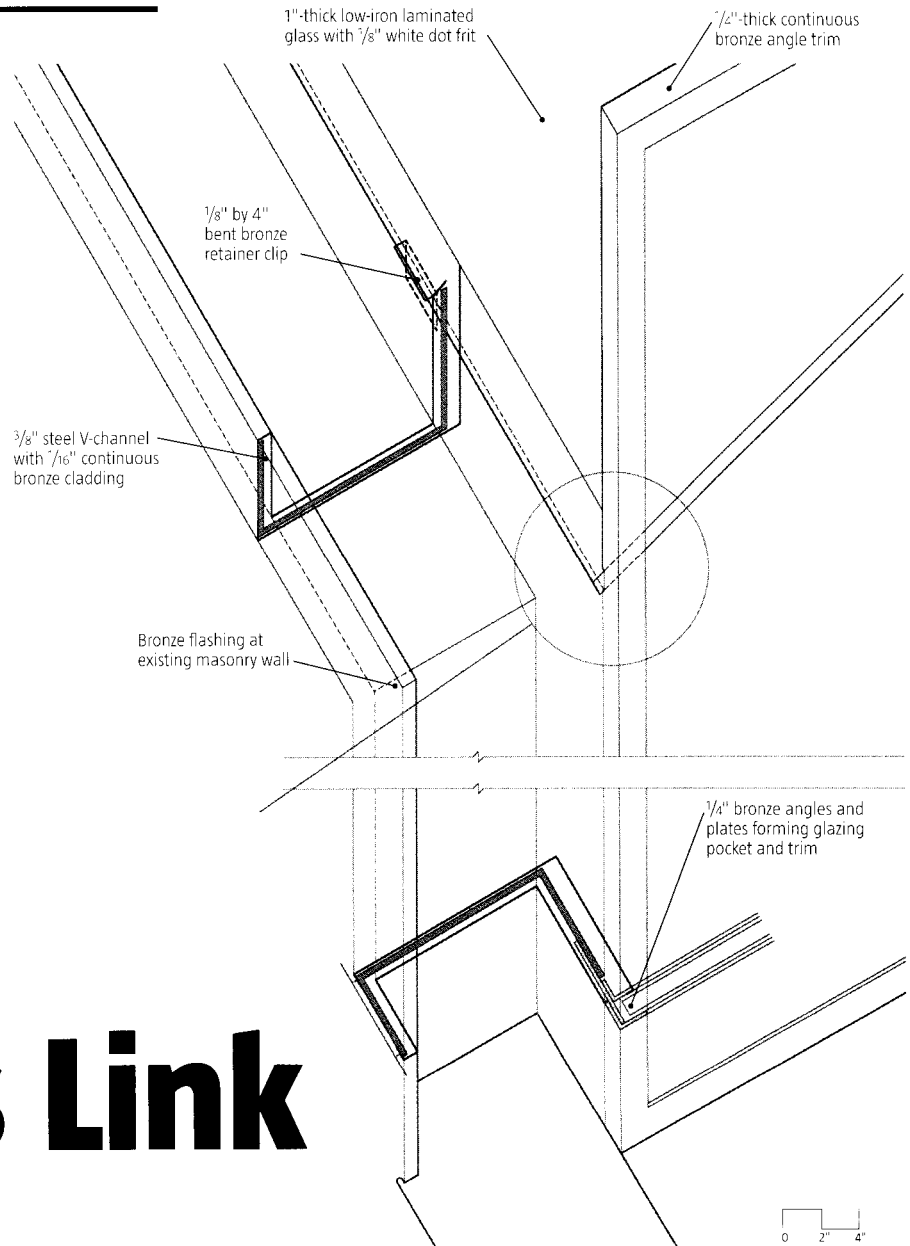 1"-thick low-iron laminated
glass with 1/8" white dot frit
1/4"-thick continuous
bronze angle trim
1/8" by 4"
bent bronze
retainer clip
3/8" steel V-channel
with 1/16" continuous
bronze cladding
Bronze flashing at
existing masonry wall
1/4" bronze angles and
plates forming glazing
pocket and trim
s Link
0 2" 4"